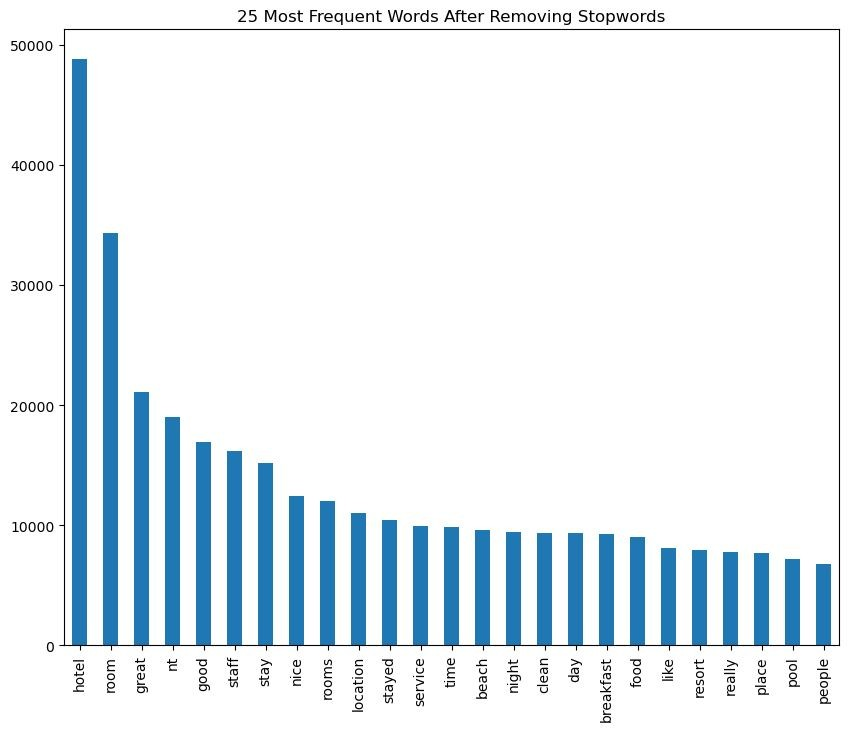 25 Most Frequent Words After Removing Stopwords
50000
40000
30000
20000
10000
0
hotel
room
great
nt
good
staff
stay
nice
rooms
location
stayed
service
time
beach
night
clean
day
breakfast
food
like
resort
really
place
pool
people